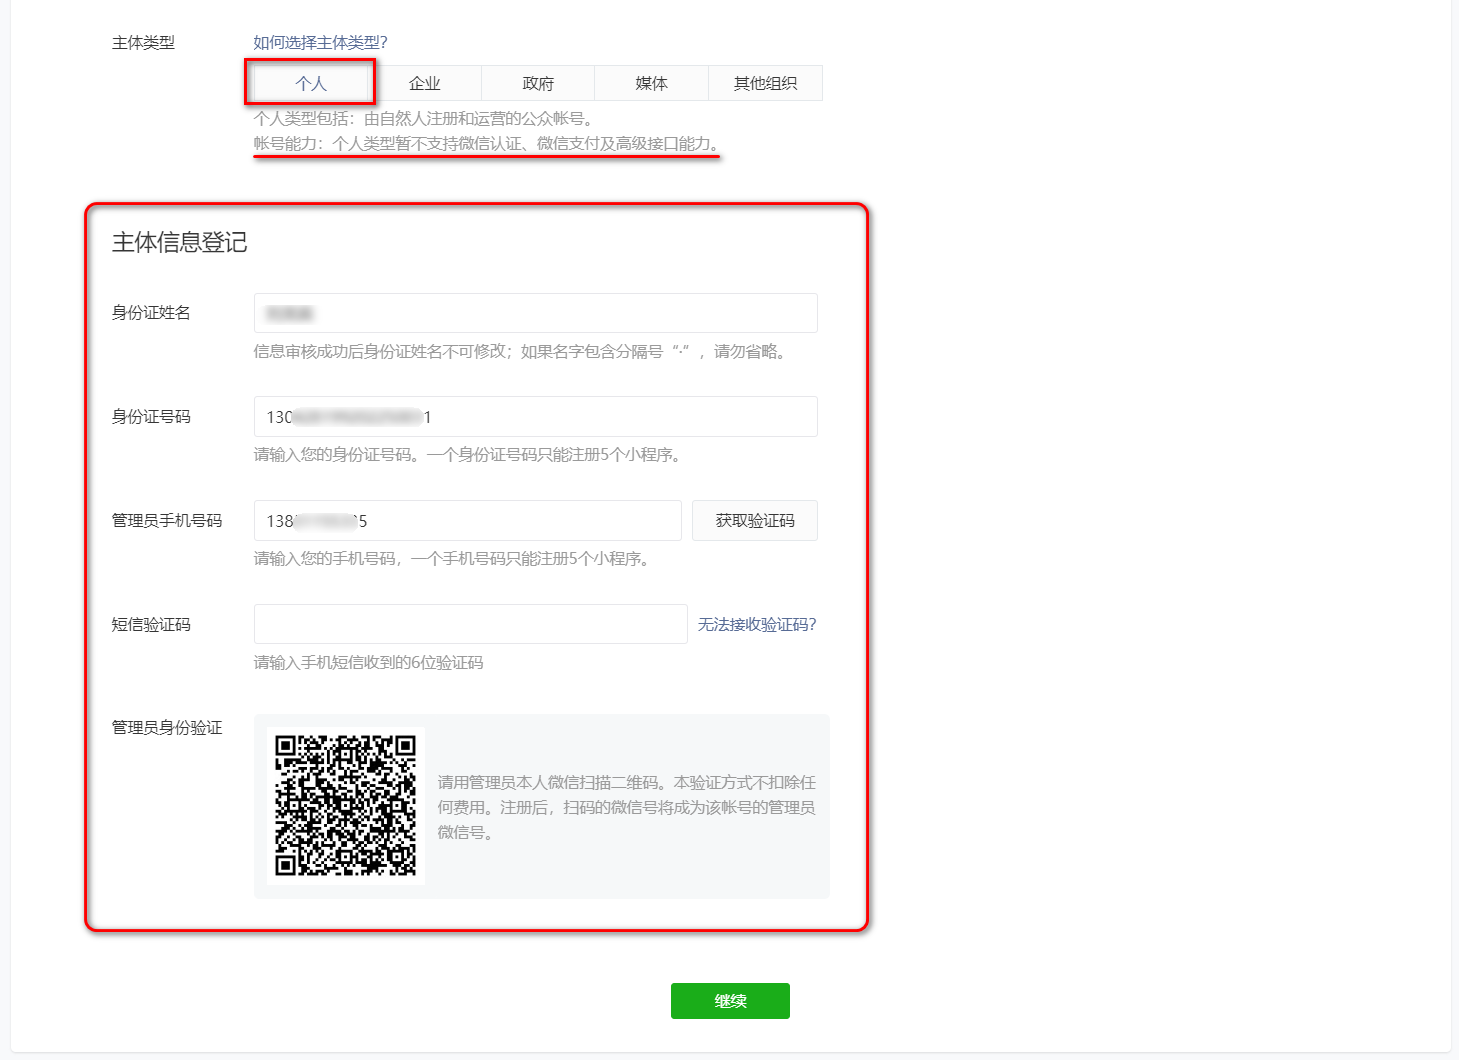 主体类型 如何选择主体类型?
个人 企业 政府 媒体 其他组织
个人类型包括：由自然人注册和运营的公众帐号。
帐号能力：个人类型暂不支持微信认证、微信支付及高级接口能力。
主体信息登记
身份证姓名
信息审核成功后身份证姓名不可修改；如果名字包含分隔号“·”，请勿省略。
身份证号码 130 1
请输入您的身份证号码。一个身份证号码只能注册5个小程序。
管理员手机号码 138 5 获取验证码
请输入您的手机号码，一个手机号码只能注册5个小程序。
短信验证码 无法接收验证码?
请输入手机短信收到的6位验证码
管理员身份验证
请用管理员本人微信扫描二维码。本验证方式不扣除任
何费用。注册后，扫码的微信号将成为该帐号的管理员
微信号。
继续